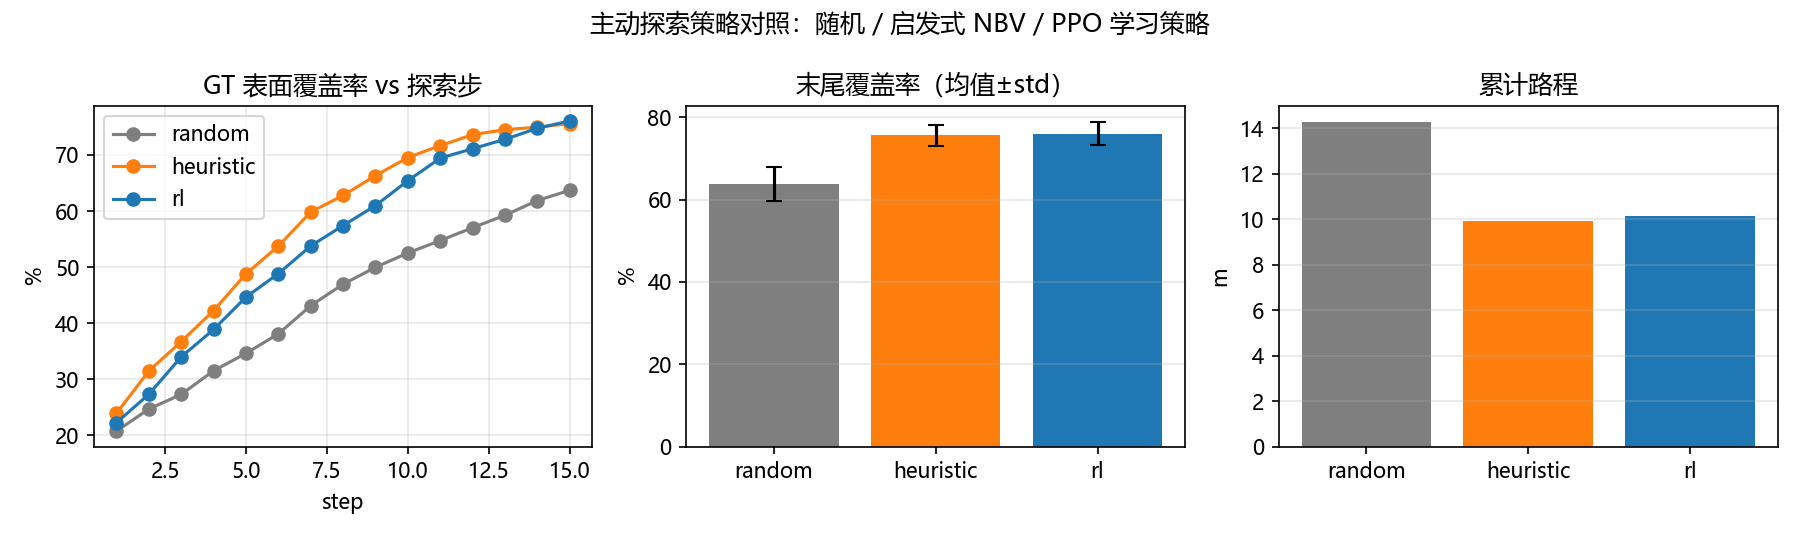 主动探索策略对照：随机 / 启发式 NBV / PPO 学习策略
GT 表面覆盖率 vs 探索步
%
70
60
50
40
30
20
random
heuristic
rl
2.5 5.0 7.5 10.0 12.5 15.0
step
末尾覆盖率（均值±std）
%
80
60
40
20
0
random heuristic rl
累计路程
m
14
12
10
8
6
4
2
0
random heuristic rl